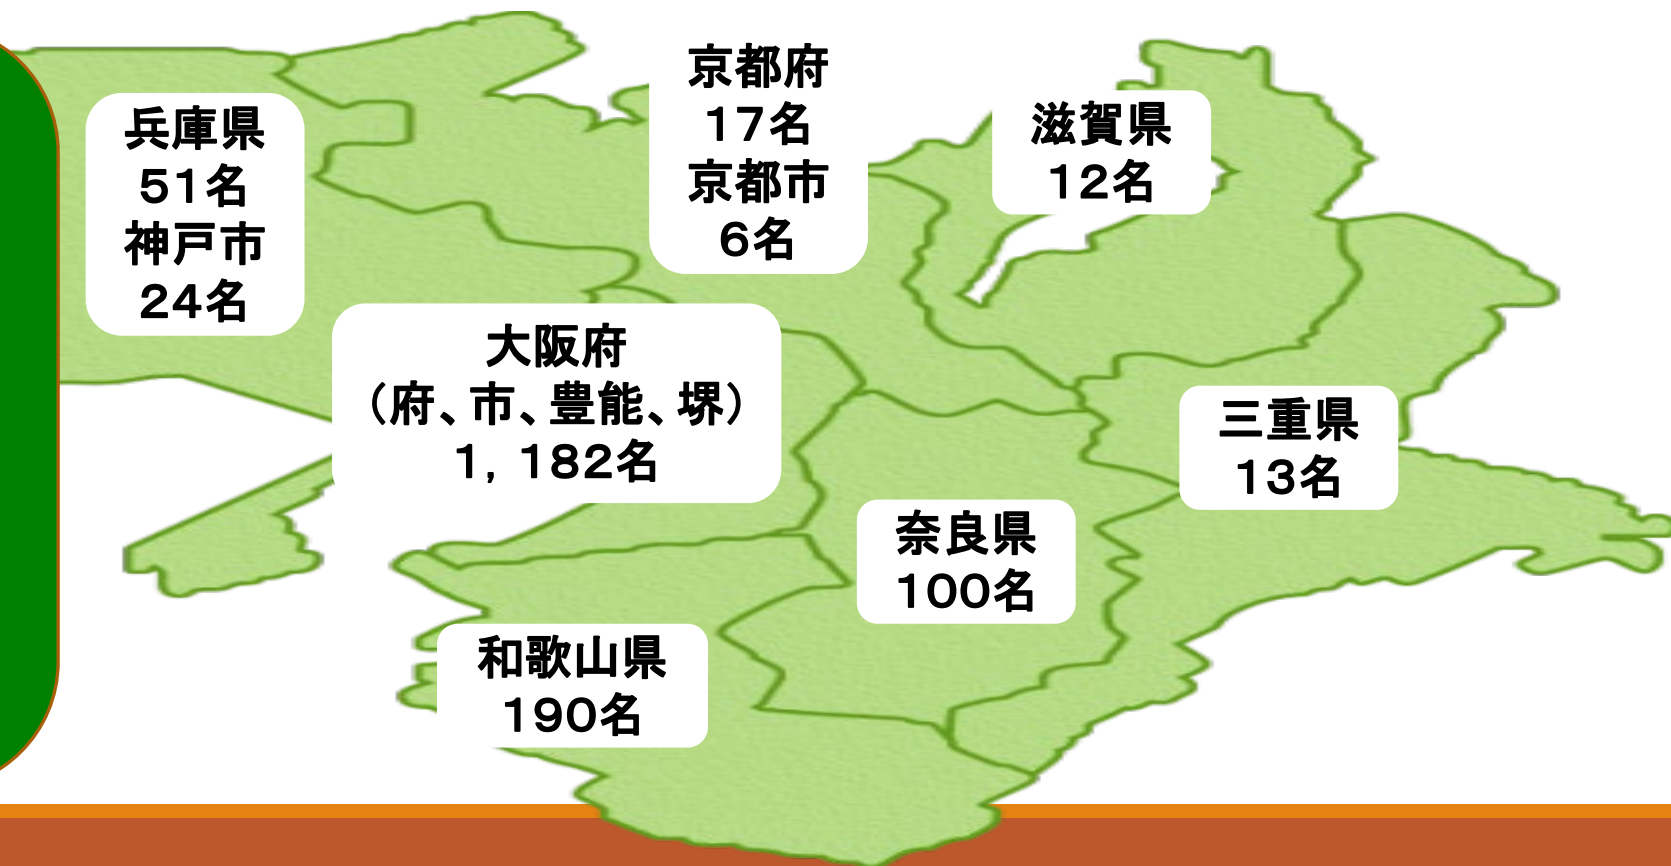 兵庫県
51名
神戸市
24名
京都府
17名
京都市
6名
滋賀県
12名
大阪府
（府、市、豊能、堺）
1，182名
三重県
13名
奈良県
100名
和歌山県
190名